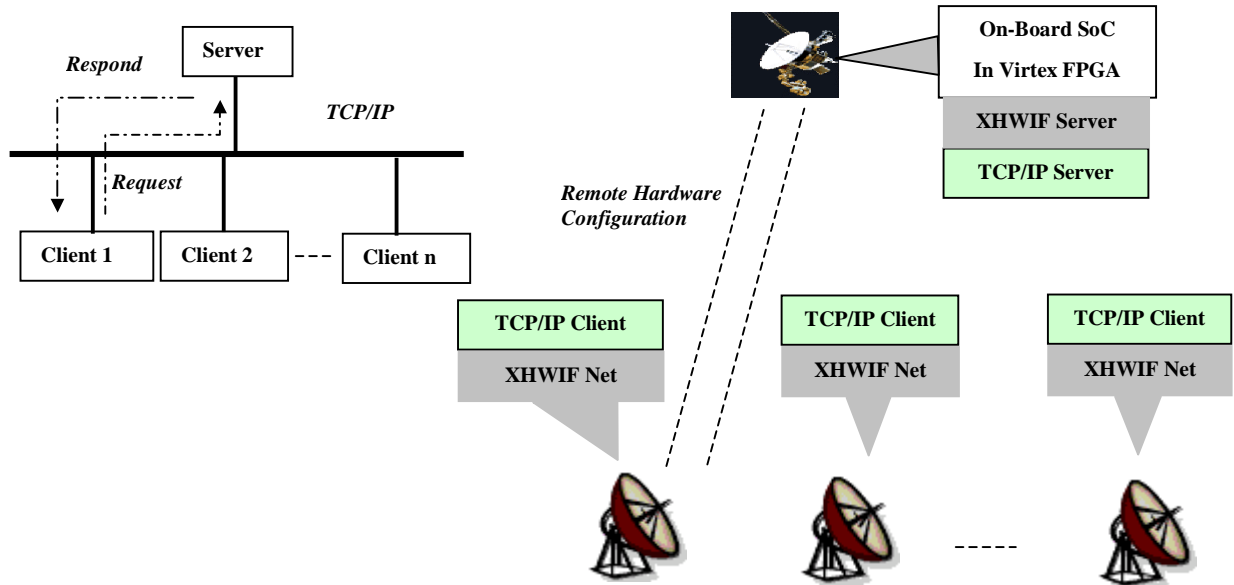 Server
Respond
TCP/IP
Request
Client 1
Client 2
Client n
On-Board SoC
In Virtex FPGA
XHWIF Server
TCP/IP Server
Remote Hardware
Configuration
TCP/IP Client
XHWIF Net
TCP/IP Client
XHWIF Net
TCP/IP Client
XHWIF Net